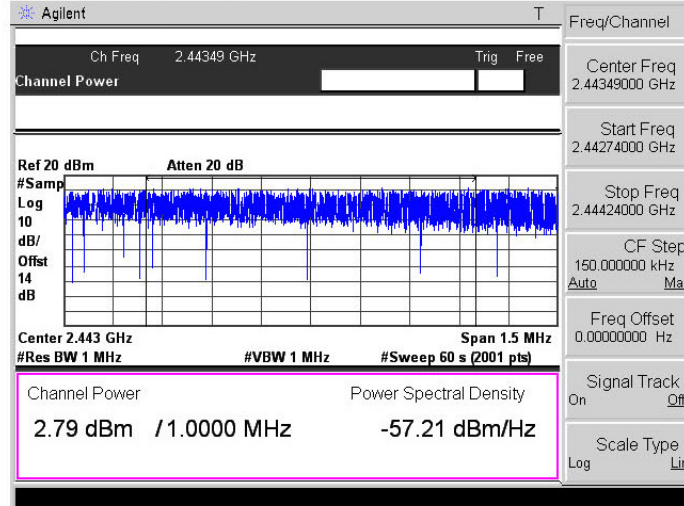 Agilent T
Freq/Channel
Ch Freq 2.44349 GHz Trig Free
Channel Power
Center Freq
2.44349000 GHz
Start Freq
2.44274000 GHz
Stop Freq
2.44424000 GHz
CF Step
150.000000 kHz
Auto Ma
Freq Offset
0.00000000 Hz
Signal Track
On Off
Scale Type
Log Lin
Ref 20 dBm Atten 20 dB
#Samp
Log
10
dB/
Offst
14
dB
Center 2.443 GHz Span 1.5 MHz
#Res BW 1 MHz #VBW 1 MHz #Sweep 60 s (2001 pts)
Channel Power Power Spectral Density
2.79 dBm /1.0000 MHz -57.21 dBm/Hz